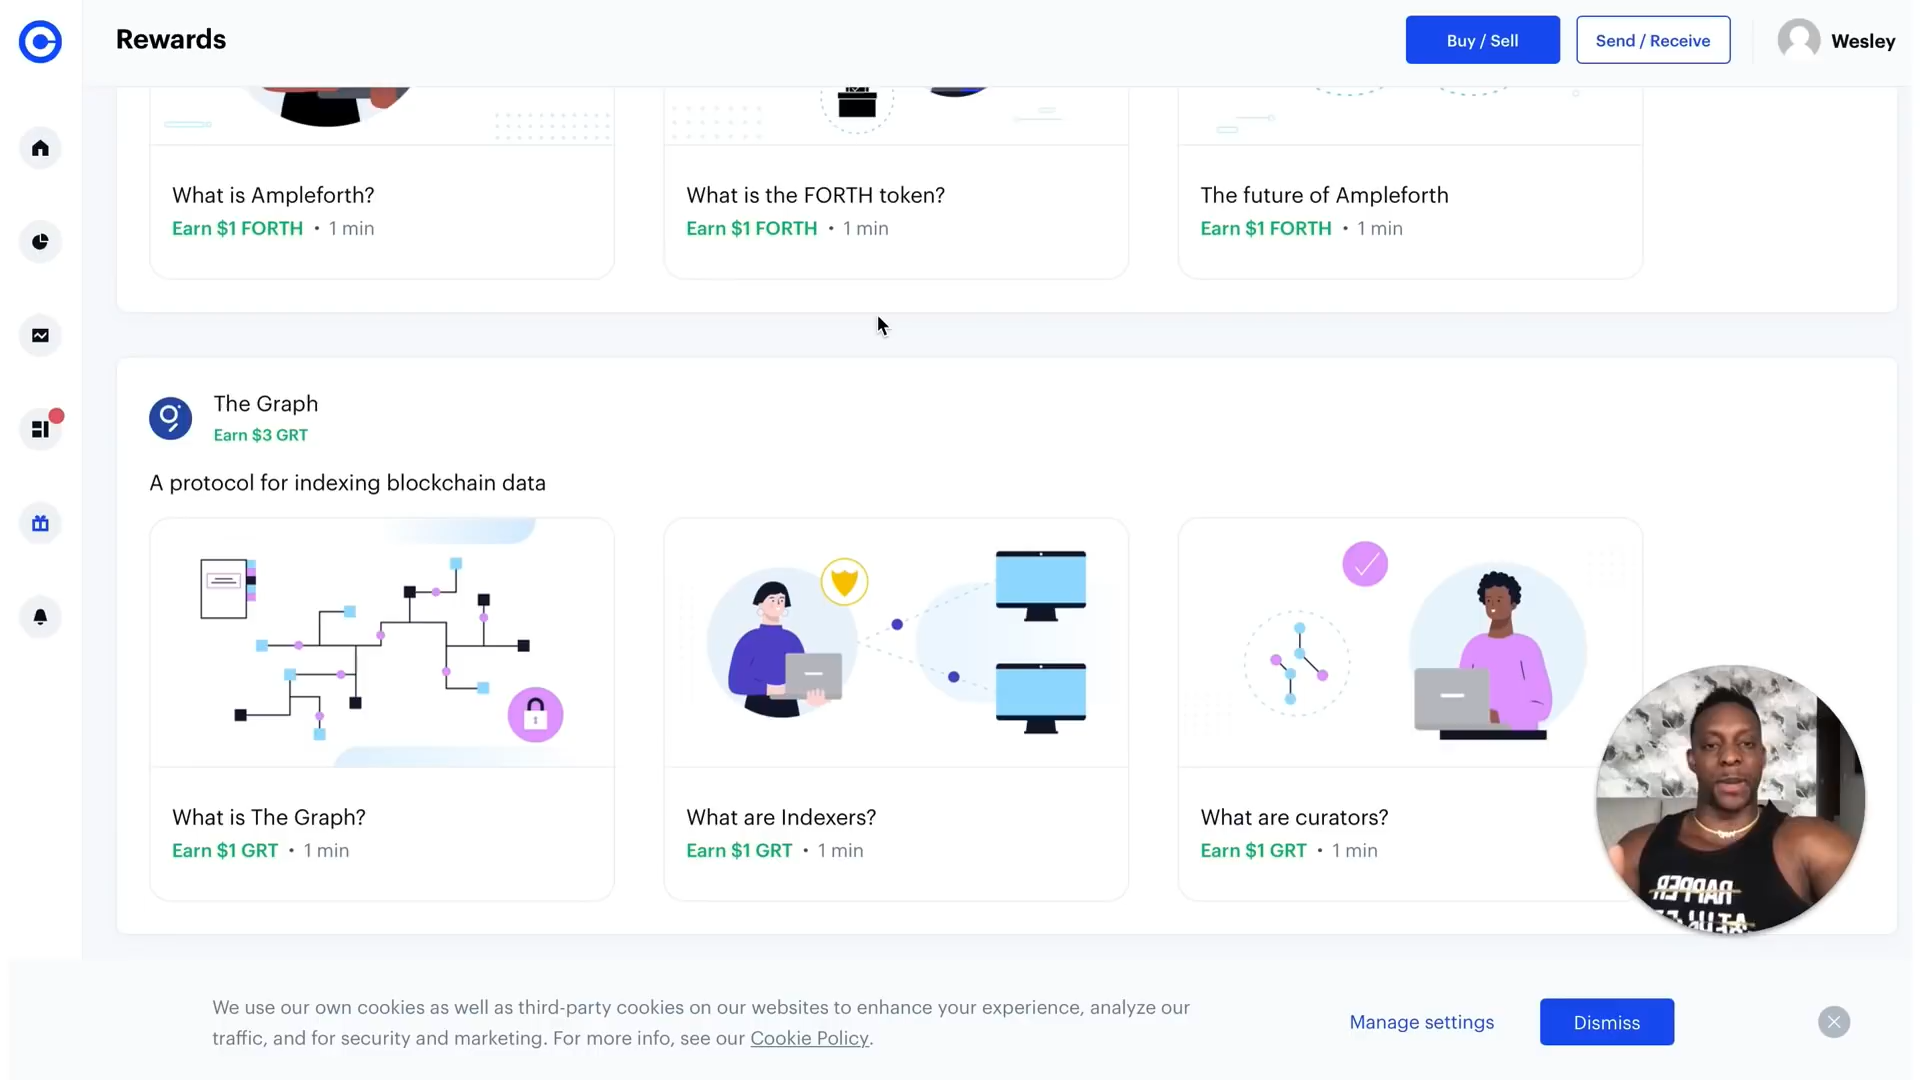 Rewards
Buy / Sell
Send / Receive
Wesley
What is Ampleforth?
Earn $1 FORTH • 1 min
What is the FORTH token?
Earn $1 FORTH • 1 min
The future of Ampleforth
Earn $1 FORTH • 1 min
The Graph
Earn $3 GRT
A protocol for indexing blockchain data
What is The Graph?
Earn $1 GRT • 1 min
What are Indexers?
Earn $1 GRT • 1 min
What are curators?
Earn $1 GRT • 1 min
RAPPER
We use our own cookies as well as third-party cookies on our websites to enhance your experience, analyze our
traffic, and for security and marketing. For more info, see our Cookie Policy.
Manage settings
Dismiss